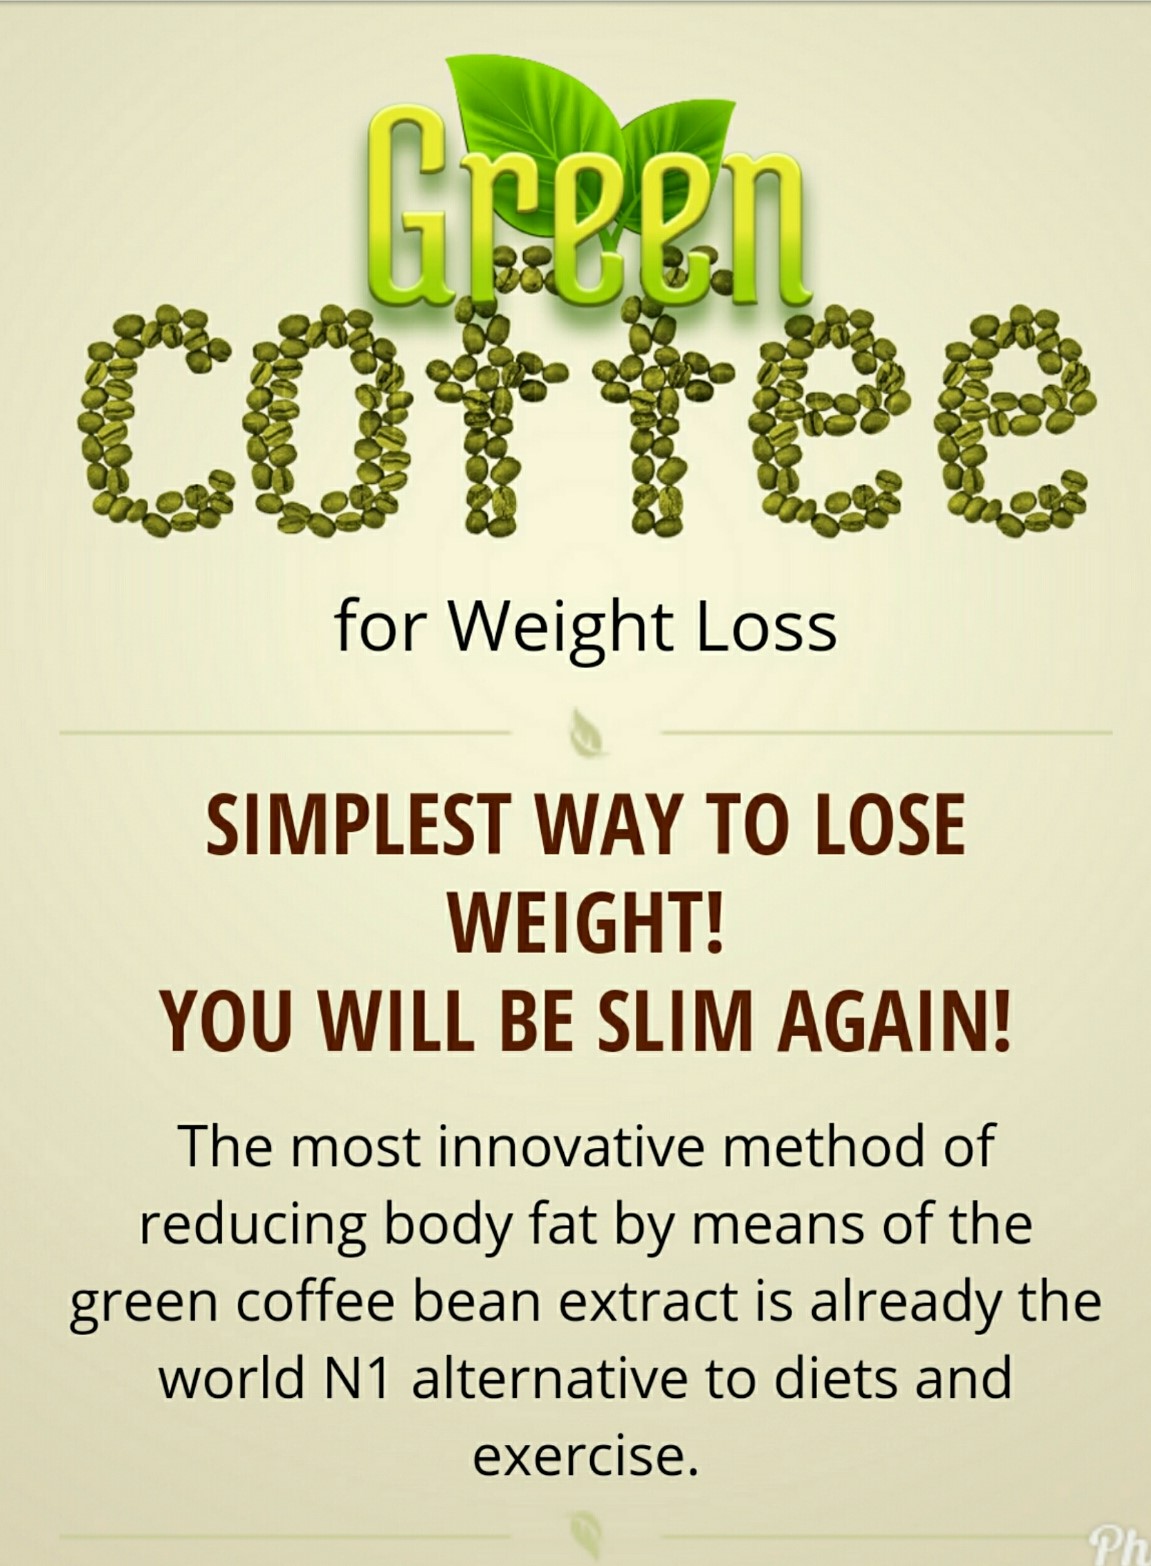 Green
coffee
for Weight Loss
SIMPLEST WAY TO LOSE
WEIGHT!
YOU WILL BE SLIM AGAIN!
The most innovative method of
reducing body fat by means of the
green coffee bean extract is already the
world N1 alternative to diets and
exercise.
Ph